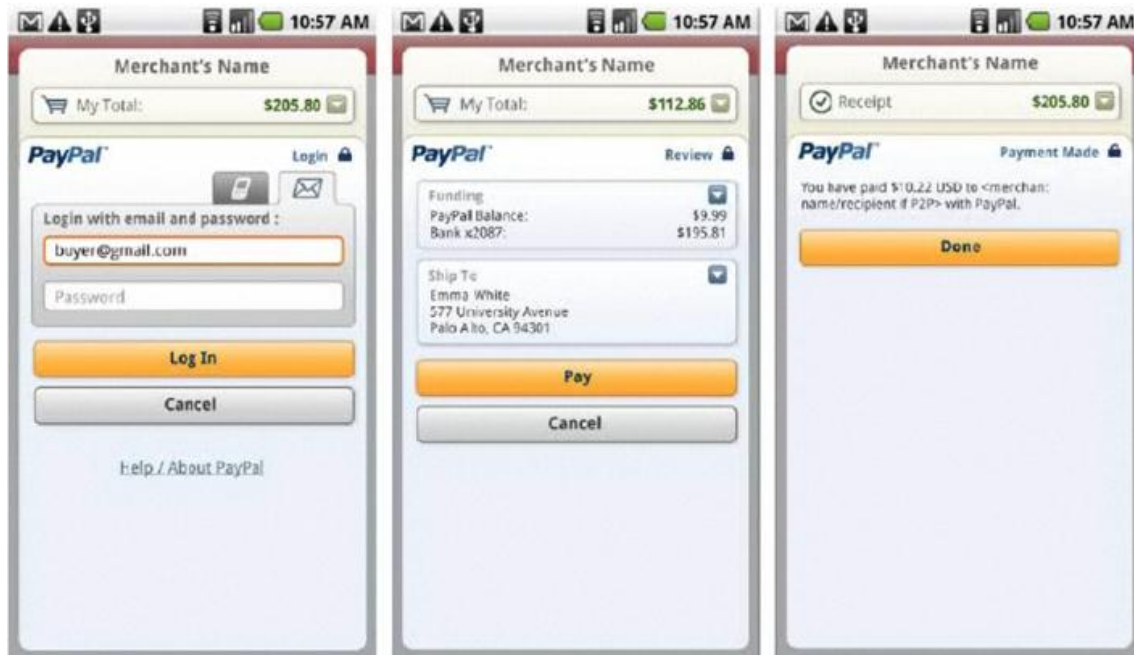 10:57 AM
Merchant's Name
My Total: $205.80
PayPal™ Login
Login with email and password :
buyer@gmail.com
Password
Log In
Cancel
Help / About PayPal
10:57 AM
Merchant's Name
My Total: $112.86
PayPal™ Review
Funding
PayPal Balance: $9.99
Bank x2087: $195.81
Ship To
Emma White
577 University Avenue
Palo Alto, CA 94301
Pay
Cancel
10:57 AM
Merchant's Name
Receipt $205.80
PayPal™ Payment Made
You have paid $10.22 USD to <merchant
name/recipient if P2P> with PayPal.
Done